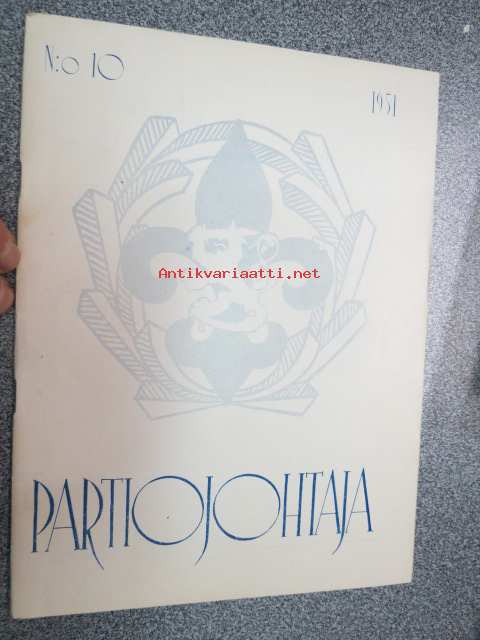 N:o 10
1951
Antikvariaatti.net
PARTIOJOHTAJA